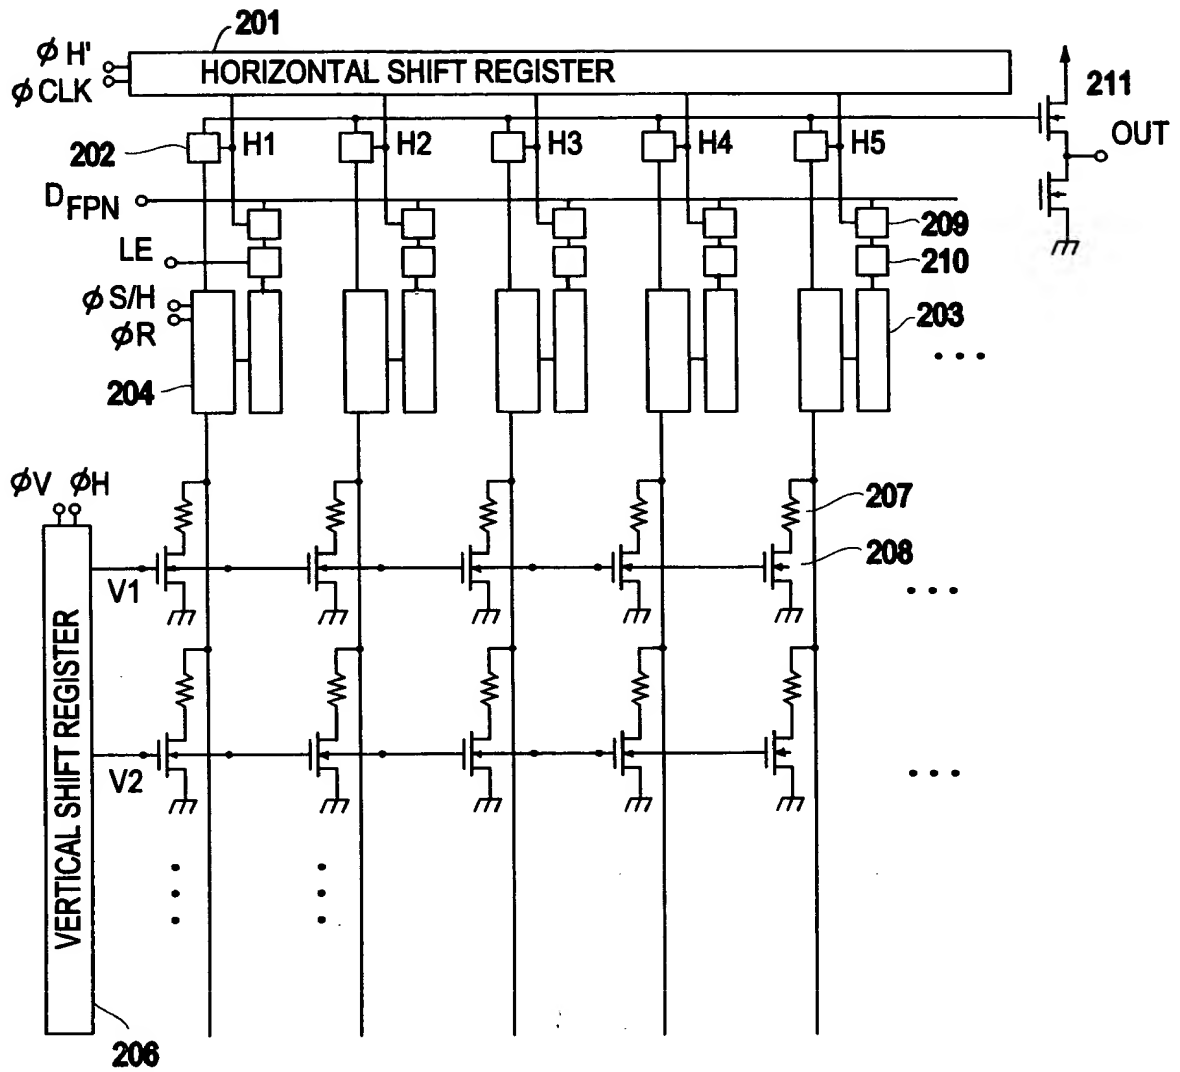 201
ϕH'
HORIZONTAL SHIFT REGISTER
ϕCLK
211
OUT
202
H1 H2 H3 H4 H5
DFPN
209
LE
210
ϕS/H
203
ϕR
204
ϕV ϕH
207
208
V1
VERTICAL SHIFT REGISTER
V2
206